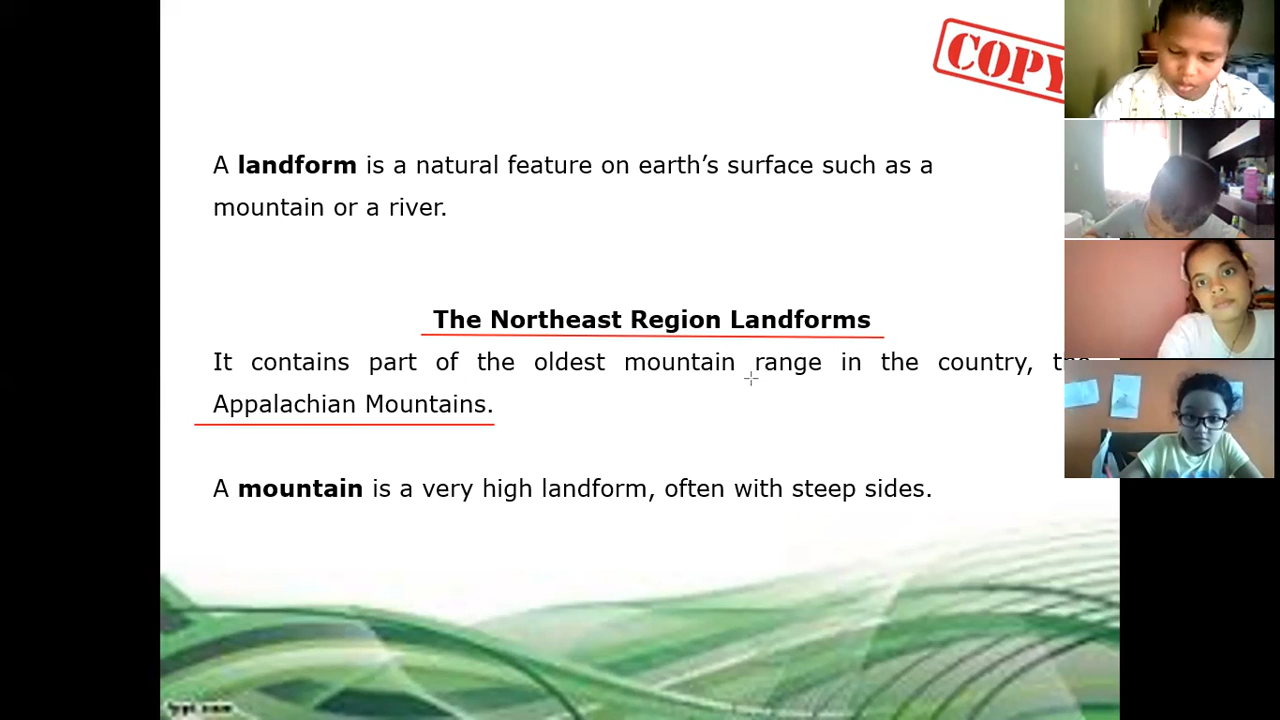 COPY
A landform is a natural feature on earth’s surface such as a
mountain or a river.
The Northeast Region Landforms
It contains part of the oldest mountain range in the country, the
Appalachian Mountains.
A mountain is a very high landform, often with steep sides.